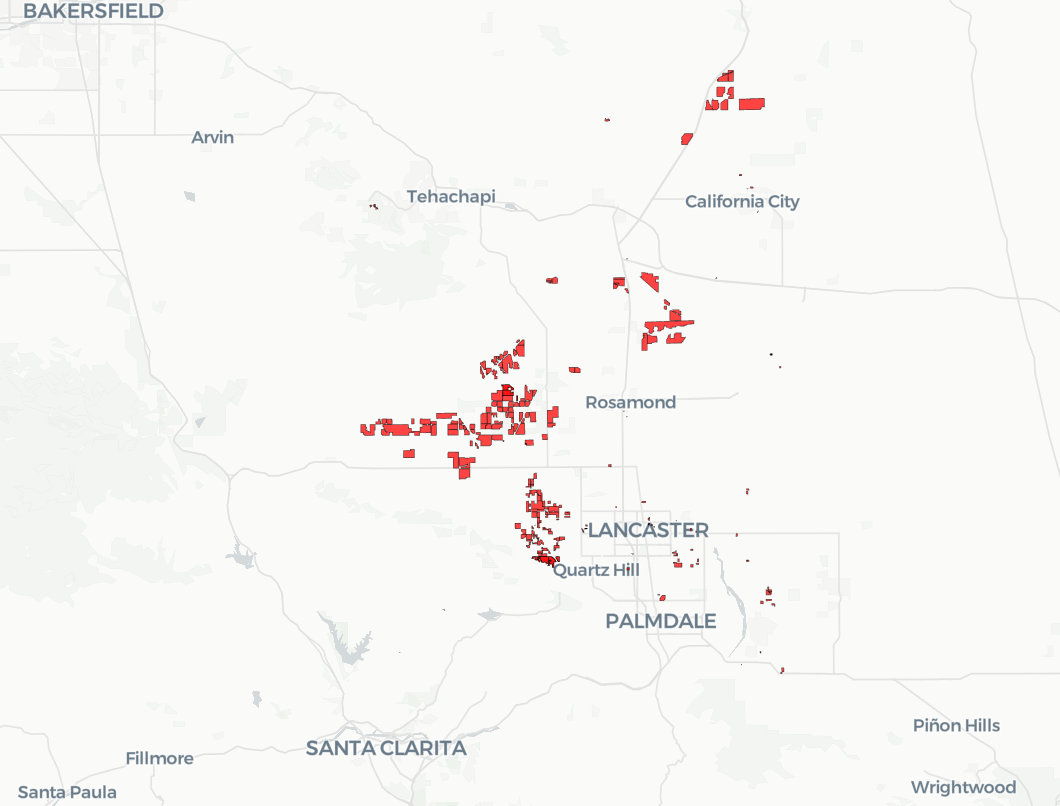 BAKERSFIELD
Arvin
Tehachapi
California City
Rosamond
LANCASTER
Quartz Hill
PALMDALE
Piñon Hills
SANTA CLARITA
Fillmore
Wrightwood
Santa Paula